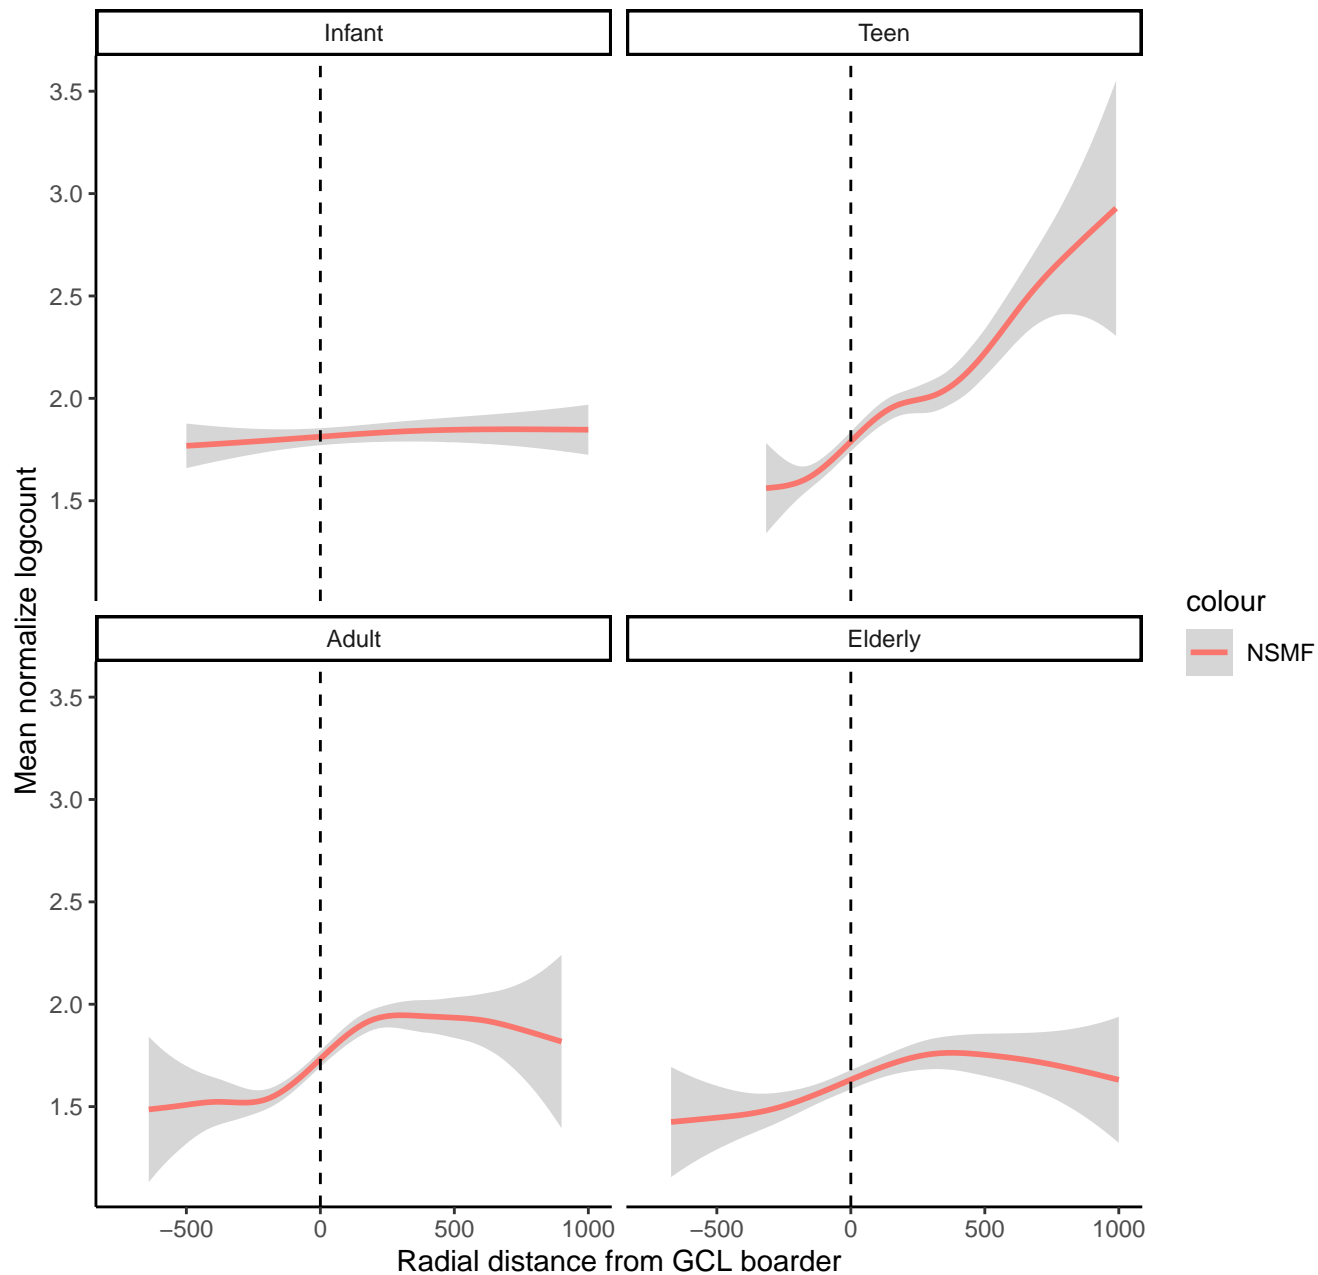 Infant
Teen
3.5
3.0
2.5
2.0
1.5
Adult
Elderly
3.5
3.0
2.5
2.0
1.5
−500
0
500
1000
−500
0
500
1000
Radial distance from GCL boarder
Mean normalize logcount
colour
NSMF